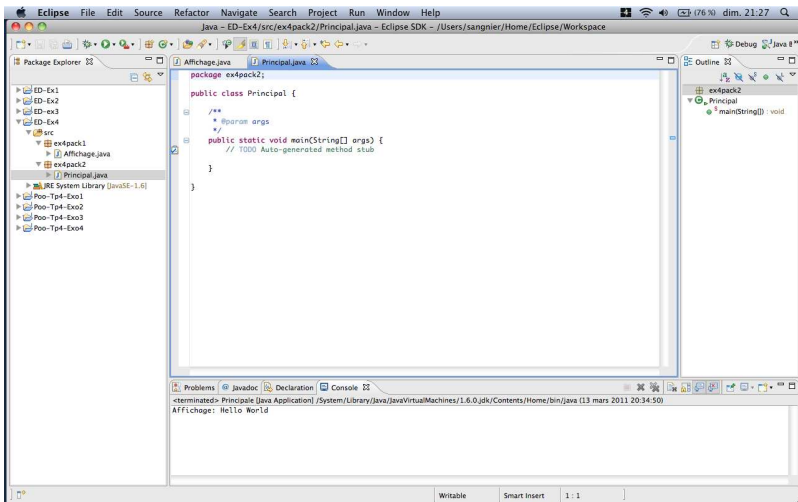 Eclipse File Edit Source Refactor Navigate Search Project Run Window Help (76 %) dim. 21:27
Java – ED-Ex4/src/ex4pack2/Principal.java – Eclipse SDK – /Users/sangnier/Home/Eclipse/Workspace
Debug Java
Package Explorer
ED-Ex1
ED-Ex2
ED-ex3
ED-Ex4
src
ex4pack1
Affichage.java
ex4pack2
Principal.java
JRE System Library [JavaSE-1.6]
Poo-Tp4-Exo1
Poo-Tp4-Exo2
Poo-Tp4-Exo3
Poo-Tp4-Exo4
Affichage.java Principal.java
package ex4pack2;
public class Principal {
/**
* @param args
*/
public static void main(String[] args) {
// TODO Auto-generated method stub
}
}
Outline
ex4pack2
Principal
main(String[]) : void
Problems Javadoc Declaration Console
<terminated> Principale [Java Application] /System/Library/Java/JavaVirtualMachines/1.6.0.jdk/Contents/Home/bin/java (13 mars 2011 20:34:50)
Affichage: Hello World
Writable Smart Insert 1 : 1